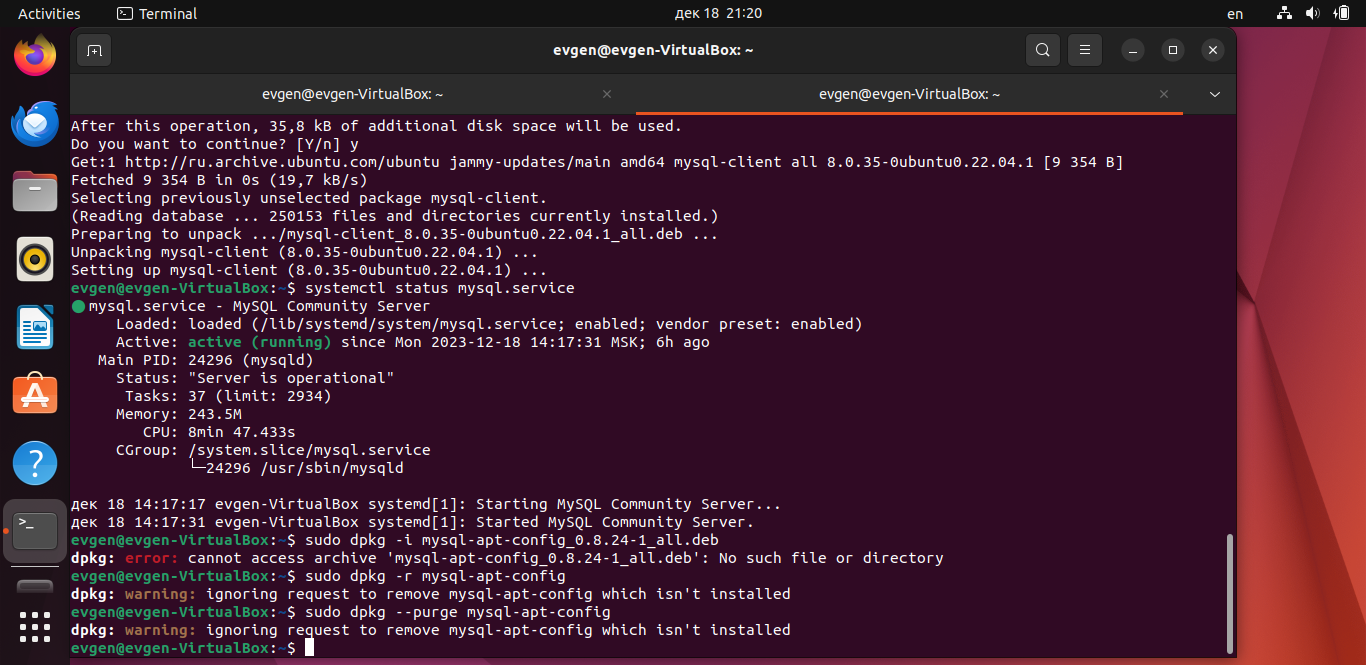 Activities Terminal дек 18 21:20 en
evgen@evgen-VirtualBox: ~
evgen@evgen-VirtualBox: ~ evgen@evgen-VirtualBox: ~
After this operation, 35,8 kB of additional disk space will be used.
Do you want to continue? [Y/n] y
Get:1 http://ru.archive.ubuntu.com/ubuntu jammy-updates/main amd64 mysql-client all 8.0.35-0ubuntu0.22.04.1 [9 354 B]
Fetched 9 354 B in 0s (19,7 kB/s)
Selecting previously unselected package mysql-client.
(Reading database ... 250153 files and directories currently installed.)
Preparing to unpack .../mysql-client_8.0.35-0ubuntu0.22.04.1_all.deb ...
Unpacking mysql-client (8.0.35-0ubuntu0.22.04.1) ...
Setting up mysql-client (8.0.35-0ubuntu0.22.04.1) ...
evgen@evgen-VirtualBox:~$ systemctl status mysql.service
● mysql.service - MySQL Community Server
Loaded: loaded (/lib/systemd/system/mysql.service; enabled; vendor preset: enabled)
Active: active (running) since Mon 2023-12-18 14:17:31 MSK; 6h ago
Main PID: 24296 (mysqld)
Status: "Server is operational"
Tasks: 37 (limit: 2934)
Memory: 243.5M
CPU: 8min 47.433s
CGroup: /system.slice/mysql.service
└─24296 /usr/sbin/mysqld
дек 18 14:17:17 evgen-VirtualBox systemd[1]: Starting MySQL Community Server...
дек 18 14:17:31 evgen-VirtualBox systemd[1]: Started MySQL Community Server.
evgen@evgen-VirtualBox:~$ sudo dpkg -i mysql-apt-config_0.8.24-1_all.deb
dpkg: error: cannot access archive 'mysql-apt-config_0.8.24-1_all.deb': No such file or directory
evgen@evgen-VirtualBox:~$ sudo dpkg -r mysql-apt-config
dpkg: warning: ignoring request to remove mysql-apt-config which isn't installed
evgen@evgen-VirtualBox:~$ sudo dpkg --purge mysql-apt-config
dpkg: warning: ignoring request to remove mysql-apt-config which isn't installed
evgen@evgen-VirtualBox:~$